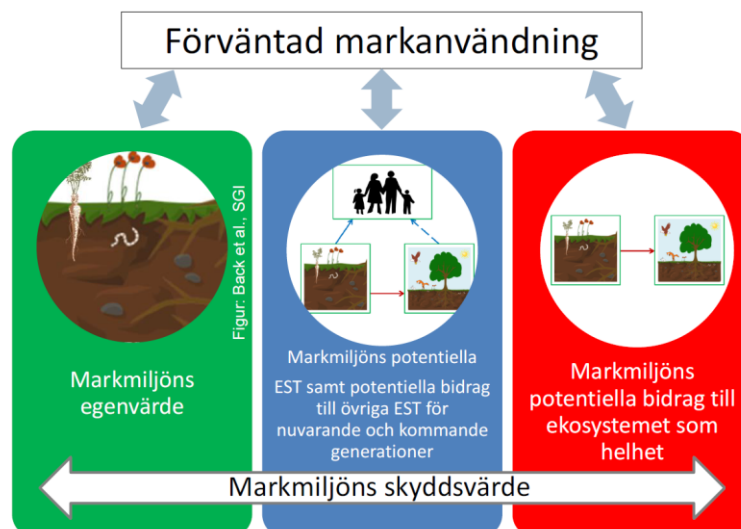 Förväntad markanvändning
Figur: Back et al., SGI
Markmiljöns
egenvärde
Markmiljöns potentiella
EST samt potentiella bidrag
till övriga EST för
nuvarande och kommande
generationer
Markmiljöns
potentiella bidrag till
ekosystemet som
helhet
Markmiljöns skyddsvärde